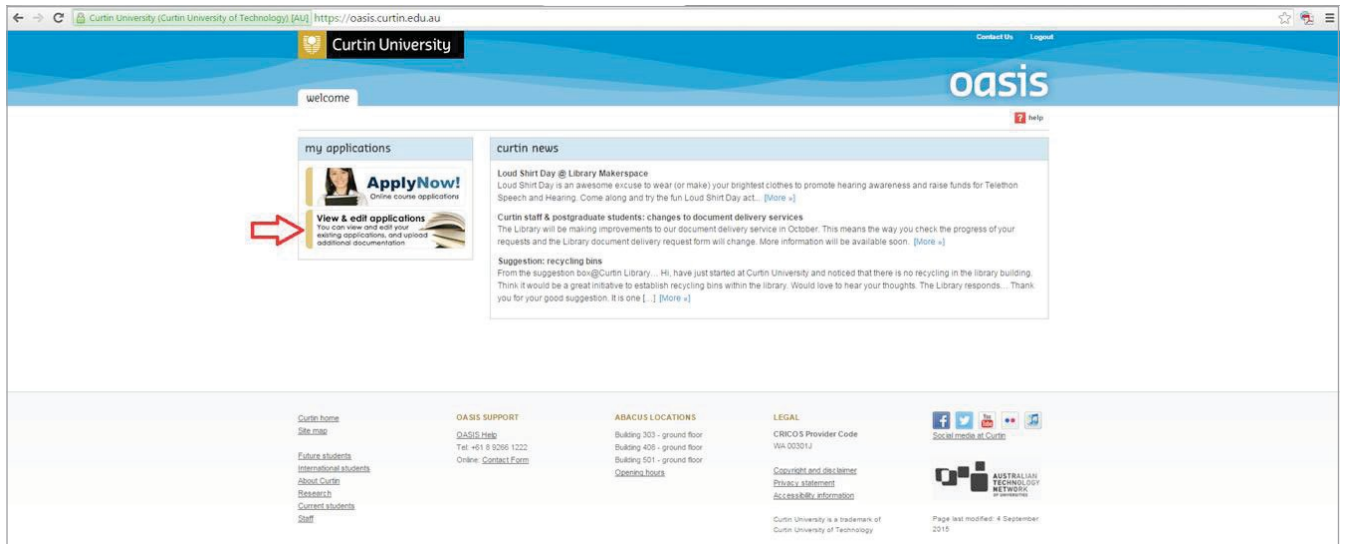 Curtin University (Curtin University of Technology) [AU] https://oasis.curtin.edu.au
Curtin University
Contact Us Logout
oasis
welcome
? help
my applications
ApplyNow!
Online course applications
View & edit applications
You can view and edit your
existing applications, and upload
additional documentation
curtin news
Loud Shirt Day @ Library Makerspace
Loud Shirt Day is an awesome excuse to wear (or make) your brightest clothes to promote hearing awareness and raise funds for Telethon
Speech and Hearing. Come along and try the fun Loud Shirt Day act... [More »]
Curtin staff & postgraduate students: changes to document delivery services
The Library will be making improvements to our document delivery service in October. This means the way you check the progress of your
requests and the Library document delivery request form will change. More information will be available soon. [More »]
Suggestion: recycling bins
From the suggestion box@Curtin Library… Hi, have just started at Curtin University and noticed that there is no recycling in the library building.
Think it would be a great initiative to establish recycling bins within the library. Would love to hear your thoughts. The Library responds… Thank
you for your good suggestion. It is one […] [More »]
Curtin home
Site map
Future students
International students
About Curtin
Research
Current students
Staff
OASIS SUPPORT
OASIS Help
Tel: +61 8 9266 1222
Online: Contact Form
ABACUS LOCATIONS
Building 303 - ground floor
Building 408 - ground floor
Building 501 - ground floor
Opening hours
LEGAL
CRICOS Provider Code
WA 00301J
Copyright and disclaimer
Privacy statement
Accessibility information
Curtin University is a trademark of
Curtin University of Technology
You Tube
Social media at Curtin
AUSTRALIAN
TECHNOLOGY
NETWORK
OF UNIVERSITIES
Page last modified: 4 September
2015